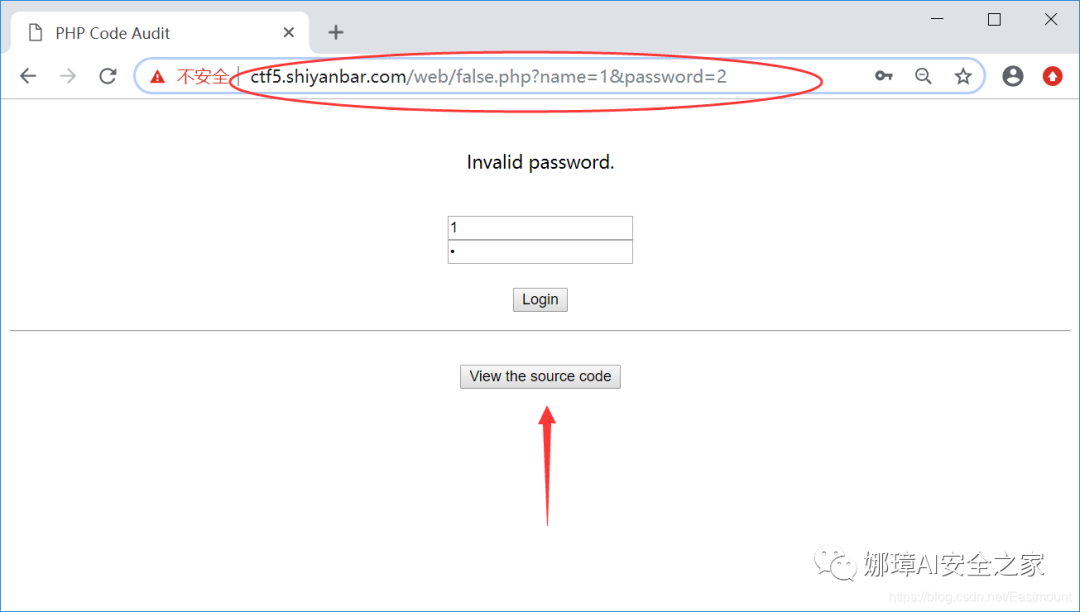 PHP Code Audit
不安全 ctf5.shiyanbar.com/web/false.php?name=1&password=2
Invalid password.
1
Login
View the source code
娜璋AI安全之家
https://blog.csdn.net/Eastmount